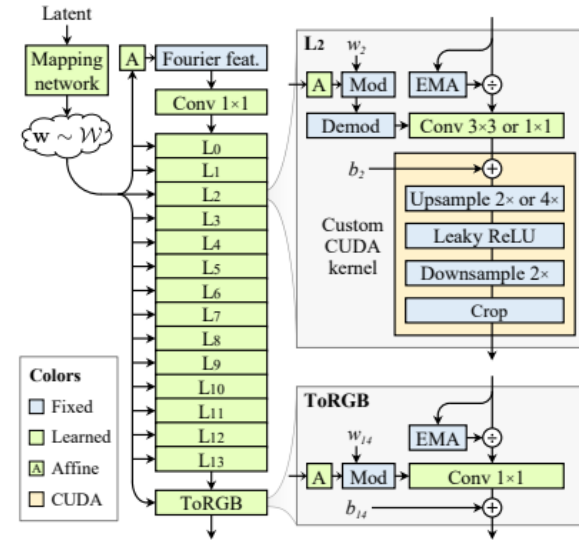 Latent
Mapping
network
w ~ W
A
Fourier feat.
Conv 1×1
L0
L1
L2
L3
L4
L5
L6
L7
L8
L9
L10
L11
L12
L13
ToRGB
Colors
Fixed
Learned
A Affine
CUDA
L2
w2
A
Mod
EMA
÷
Demod
Conv 3×3 or 1×1
b2
+
Custom
CUDA
kernel
Upsample 2× or 4×
Leaky ReLU
Downsample 2×
Crop
ToRGB
w14
EMA
÷
A
Mod
Conv 1×1
b14
+